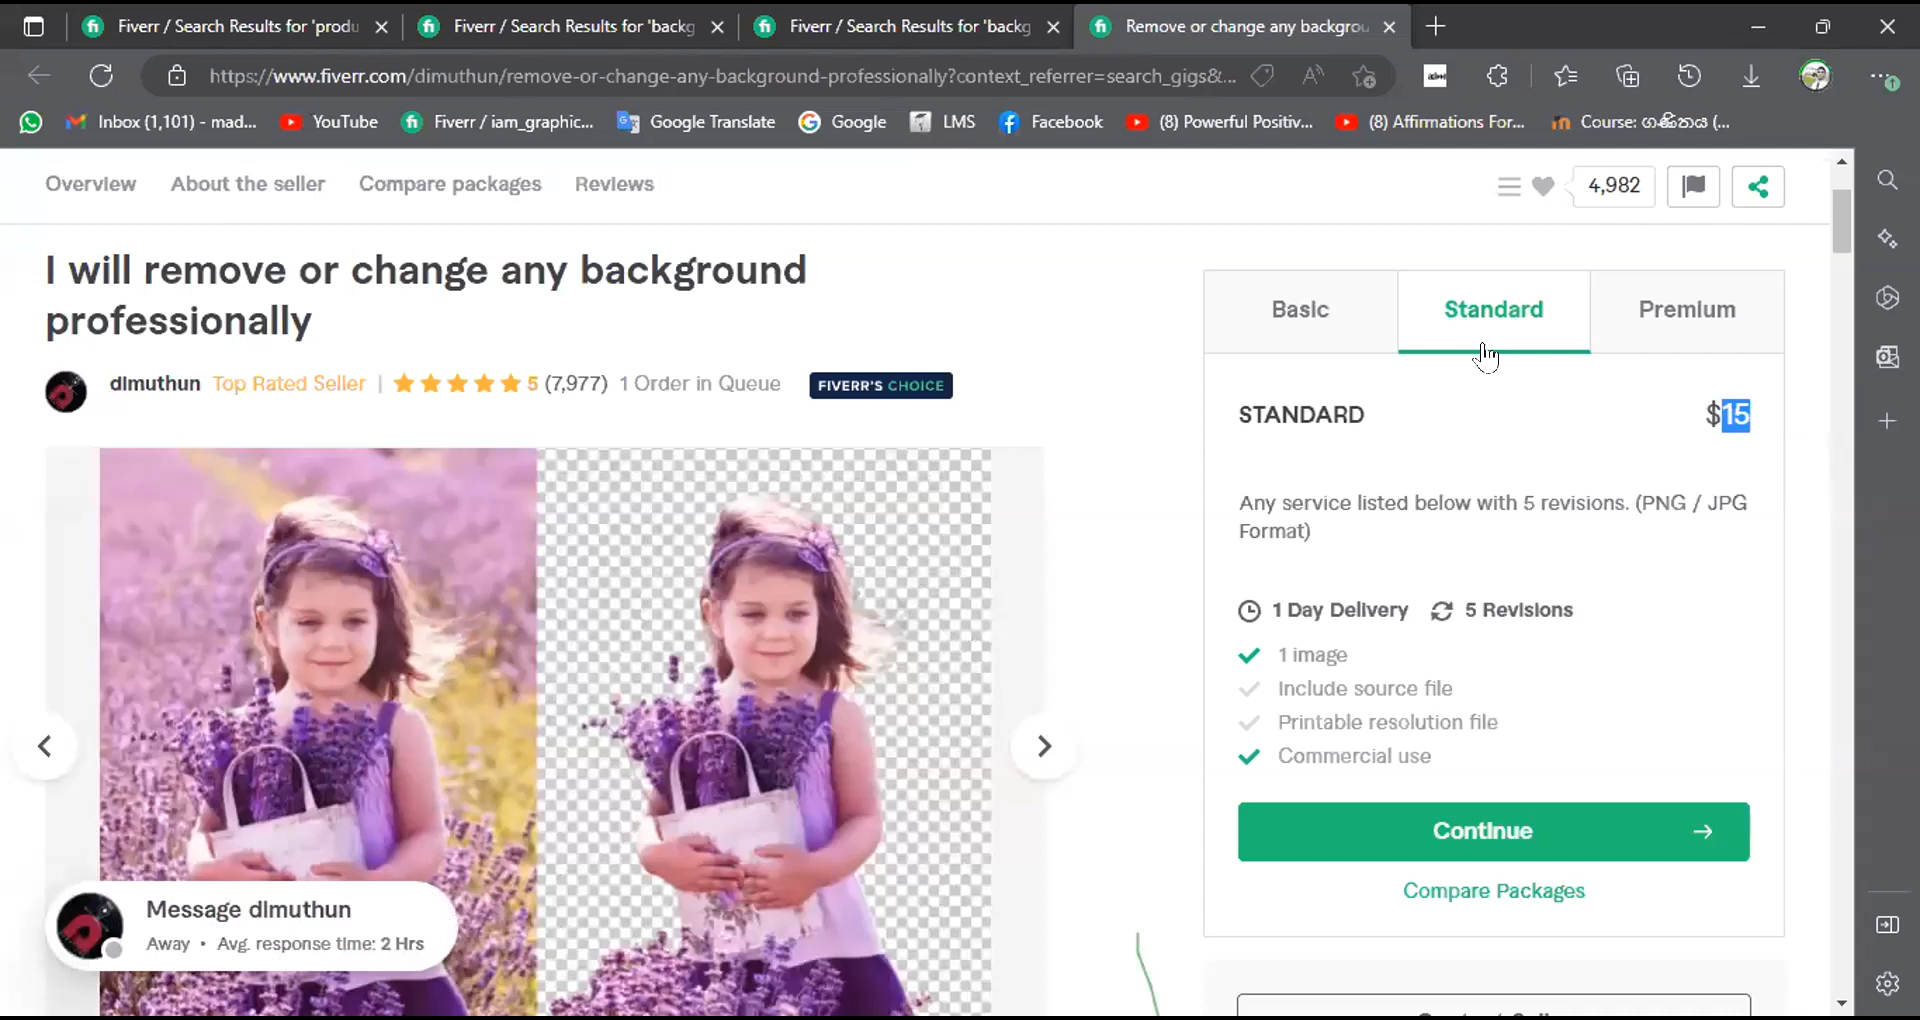 Fiverr / Search Results for 'produ
Fiverr / Search Results for 'backg
Fiverr / Search Results for 'backg
Remove or change any backgrou
https://www.fiverr.com/dimuthun/remove-or-change-any-background-professionally?context_referrer=search_gigs&...
Inbox (1,101) - mad...
YouTube
Fiverr / iam_graphic...
Google Translate
Google
LMS
Facebook
(8) Powerful Positiv...
(8) Affirmations For...
Course: ගණිතය (...
Overview
About the seller
Compare packages
Reviews
4,982
I will remove or change any background
professionally
dimuthun Top Rated Seller | 5 (7,977) 1 Order in Queue FIVERR'S CHOICE
Basic
Standard
Premium
STANDARD
$15
Any service listed below with 5 revisions. (PNG / JPG
Format)
1 Day Delivery 5 Revisions
1 image
Include source file
Printable resolution file
Commercial use
Continue
Compare Packages
Message dimuthun
Away • Avg. response time: 2 Hrs